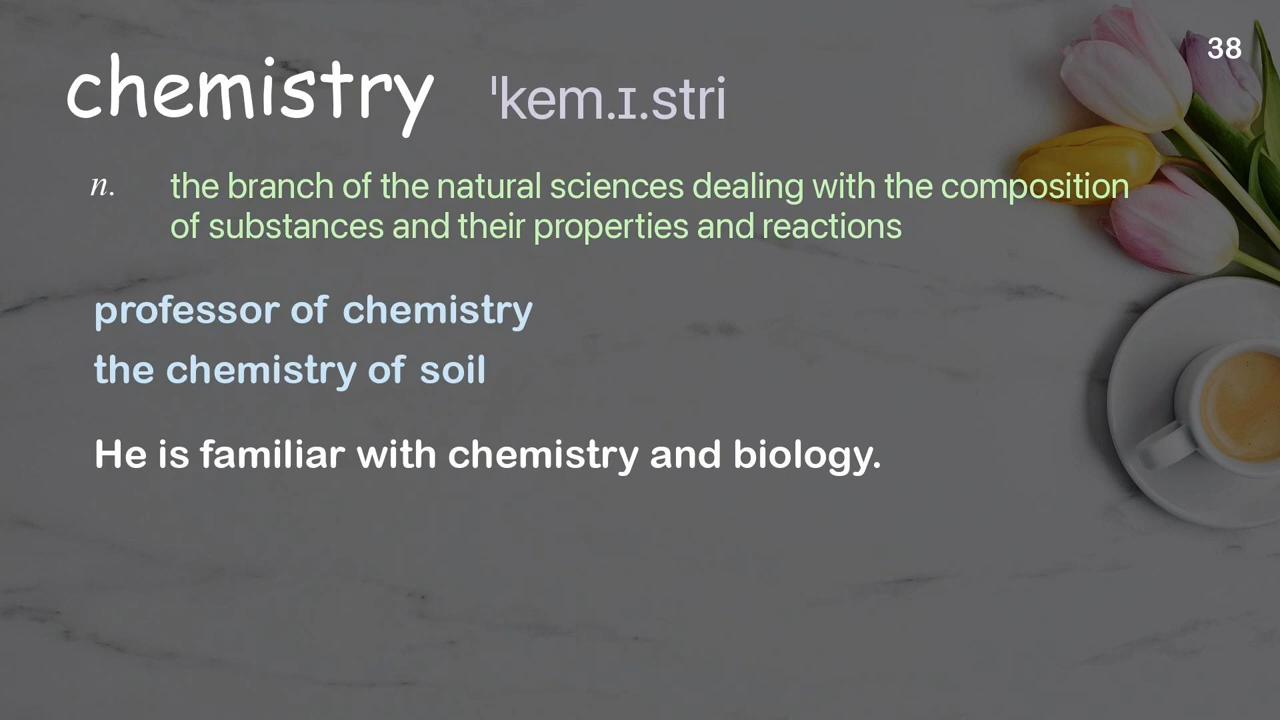 38
chemistry ˈkem.ɪ.stri
n. the branch of the natural sciences dealing with the composition
of substances and their properties and reactions
professor of chemistry
the chemistry of soil
He is familiar with chemistry and biology.